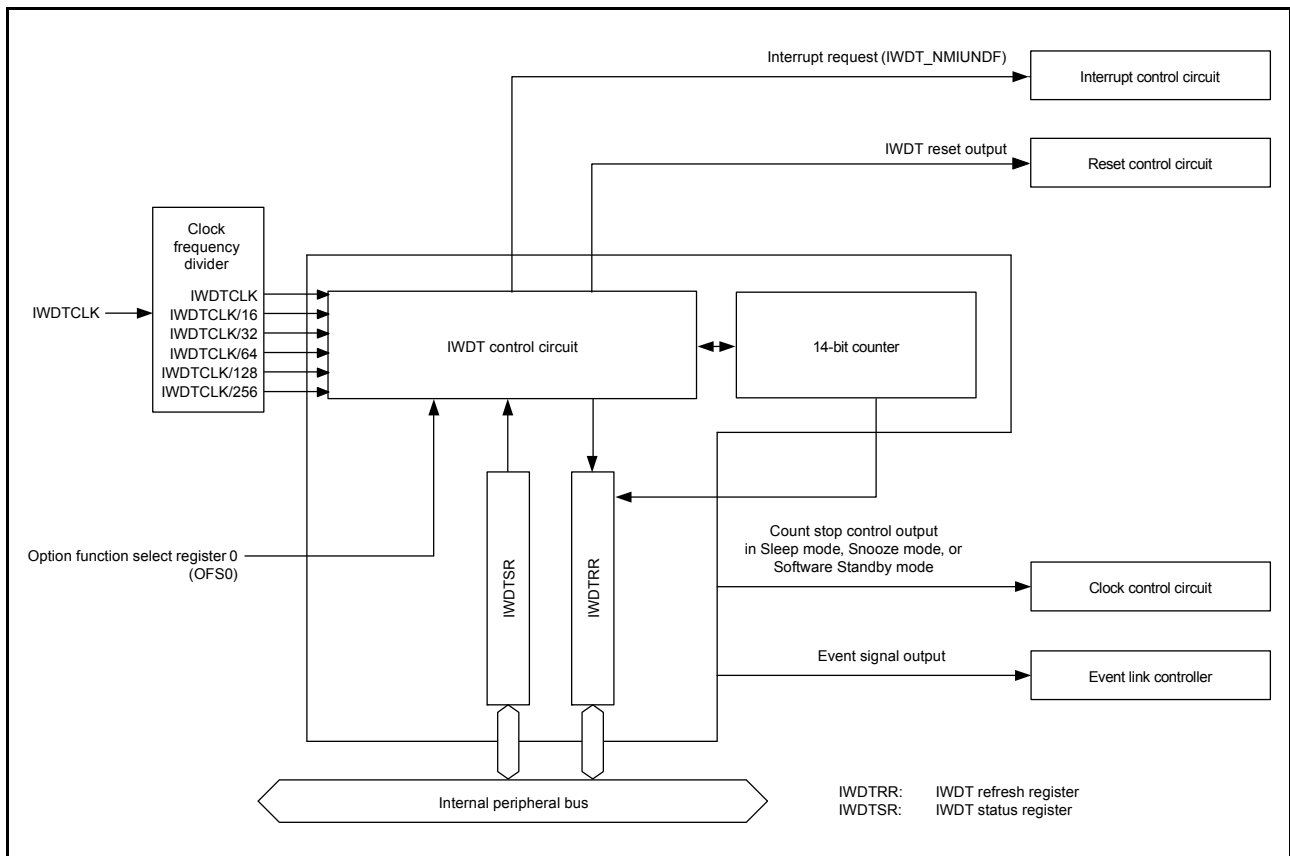 Interrupt request (IWDT_NMIUNDF)
Interrupt control circuit
IWDT reset output
Reset control circuit
Clock
frequency
divider
IWDTCLK
IWDTCLK
IWDTCLK/16
IWDTCLK/32
IWDTCLK/64
IWDTCLK/128
IWDTCLK/256
IWDT control circuit
14-bit counter
Option function select register 0
(OFS0)
IWDTSR
IWDTRR
Count stop control output
in Sleep mode, Snooze mode, or
Software Standby mode
Clock control circuit
Event signal output
Event link controller
Internal peripheral bus
IWDTRR: IWDT refresh register
IWDTSR: IWDT status register